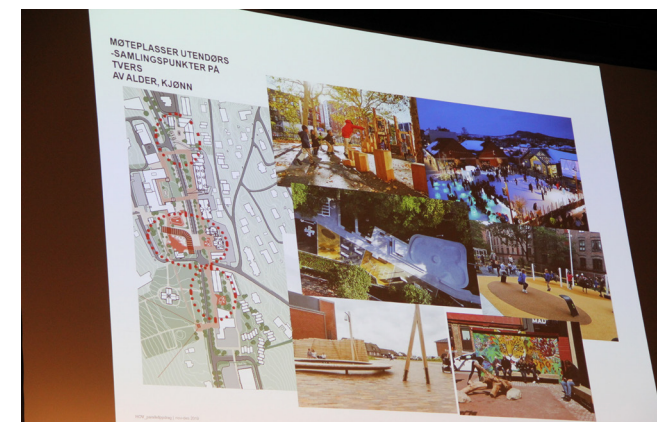 MØTEPLASSER UTENDØRS
-SAMLINGSPUNKTER PÅ
TVERS
AV ALDER, KJØNN